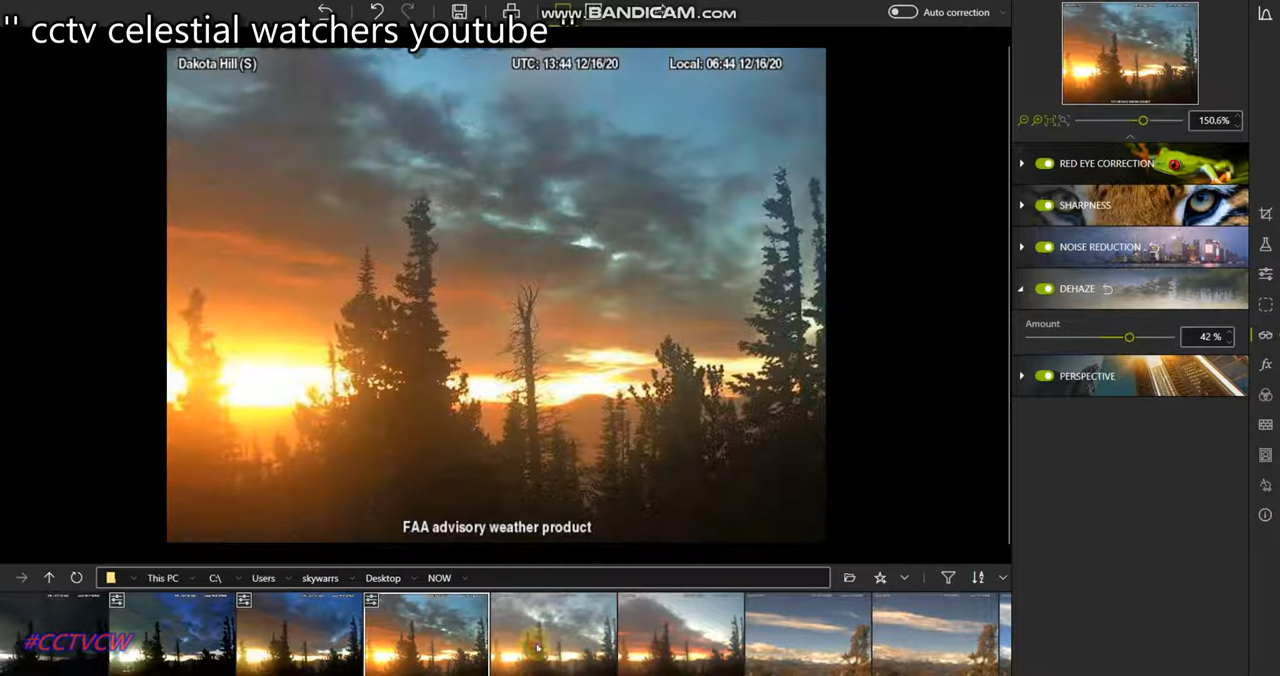 www.BANDICAM.com
Auto correction
" cctv celestial watchers youtube "
Dakota Hill (S)
UTC: 13:44 12/16/20
Local: 06:44 12/16/20
150.6%
RED EYE CORRECTION
SHARPNESS
NOISE REDUCTION
DEHAZE
Amount
42 %
PERSPECTIVE
FAA advisory weather product
This PC
C:\
Users
skywarrs
Desktop
NOW
#CCTVCW